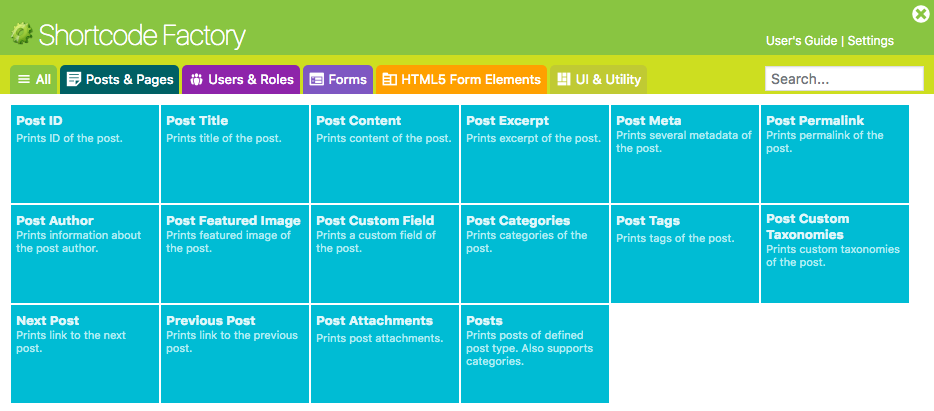 Shortcode Factory
User's Guide | Settings
All
Posts & Pages
Users & Roles
Forms
HTML5 Form Elements
UI & Utility
Search...
Post ID
Prints ID of the post.
Post Title
Prints title of the post.
Post Content
Prints content of the post.
Post Excerpt
Prints excerpt of the post.
Post Meta
Prints several metadata of
the post.
Post Permalink
Prints permalink of the
post.
Post Author
Prints information about
the post author.
Post Featured Image
Prints featured image of
the post.
Post Custom Field
Prints a custom field of
the post.
Post Categories
Prints categories of the
post.
Post Tags
Prints tags of the post.
Post Custom
Taxonomies
Prints custom taxonomies
of the post.
Next Post
Prints link to the next
post.
Previous Post
Prints link to the previous
post.
Post Attachments
Prints post attachments.
Posts
Prints posts of defined
post type. Also supports
categories.